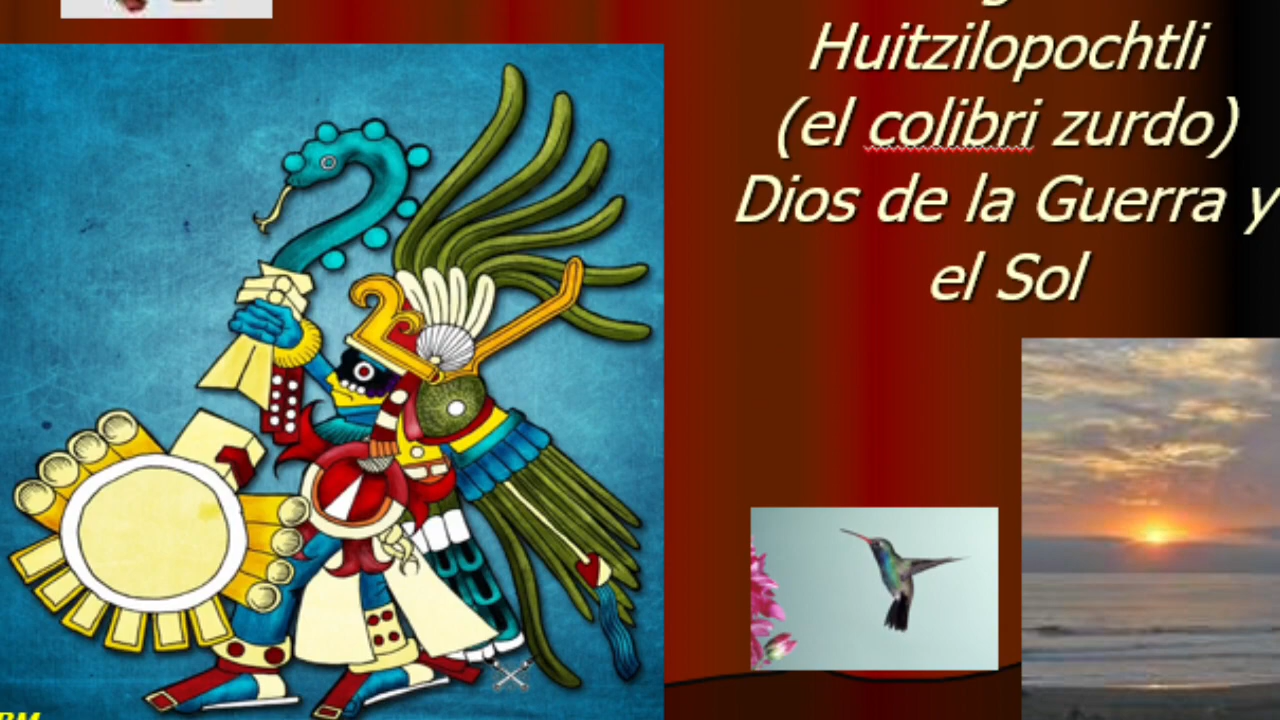 Huitzilopochtli
(el colibri zurdo)
Dios de la Guerra y
el Sol